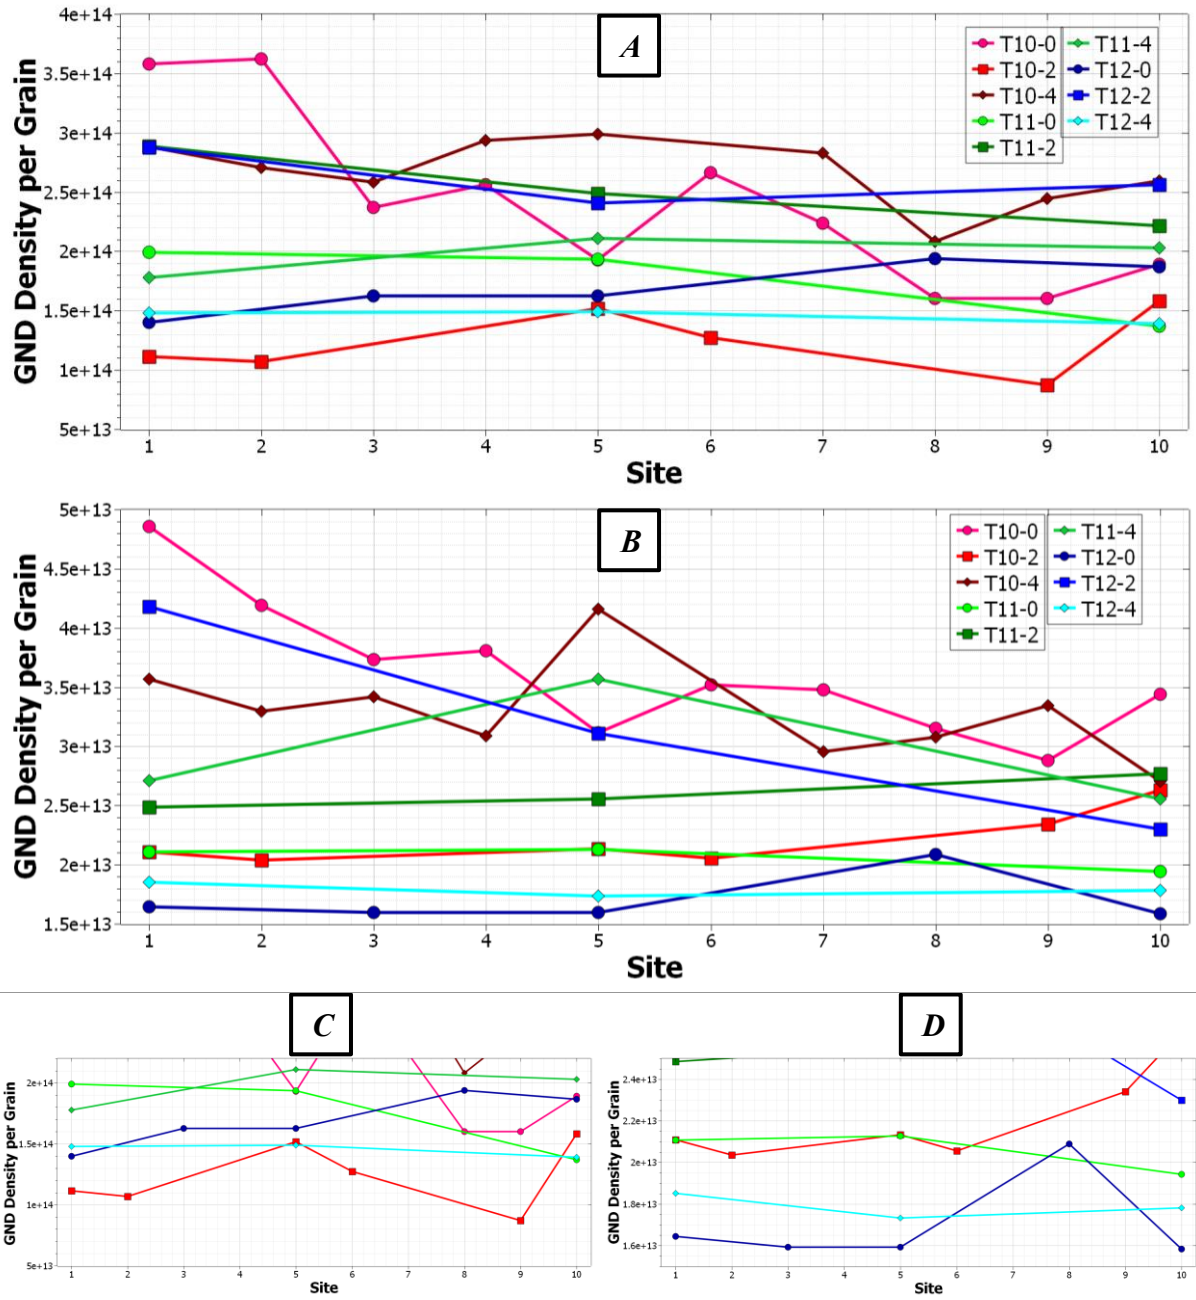 A
GND Density per Grain
4e+14
3.5e+14
3e+14
2.5e+14
2e+14
1.5e+14
1e+14
5e+13
1 2 3 4 5 6 7 8 9 10
Site
T10-0 T11-4
T10-2 T12-0
T10-4 T12-2
T11-0 T12-4
T11-2
B
GND Density per Grain
5e+13
4.5e+13
4e+13
3.5e+13
3e+13
2.5e+13
2e+13
1.5e+13
1 2 3 4 5 6 7 8 9 10
Site
T10-0 T11-4
T10-2 T12-0
T10-4 T12-2
T11-0 T12-4
T11-2
C
GND Density per Grain
2e+14
1.5e+14
1e+14
5e+13
1 2 3 4 5 6 7 8 9 10
Site
D
GND Density per Grain
2.4e+13
2.2e+13
2e+13
1.8e+13
1.6e+13
1 2 3 4 5 6 7 8 9 10
Site